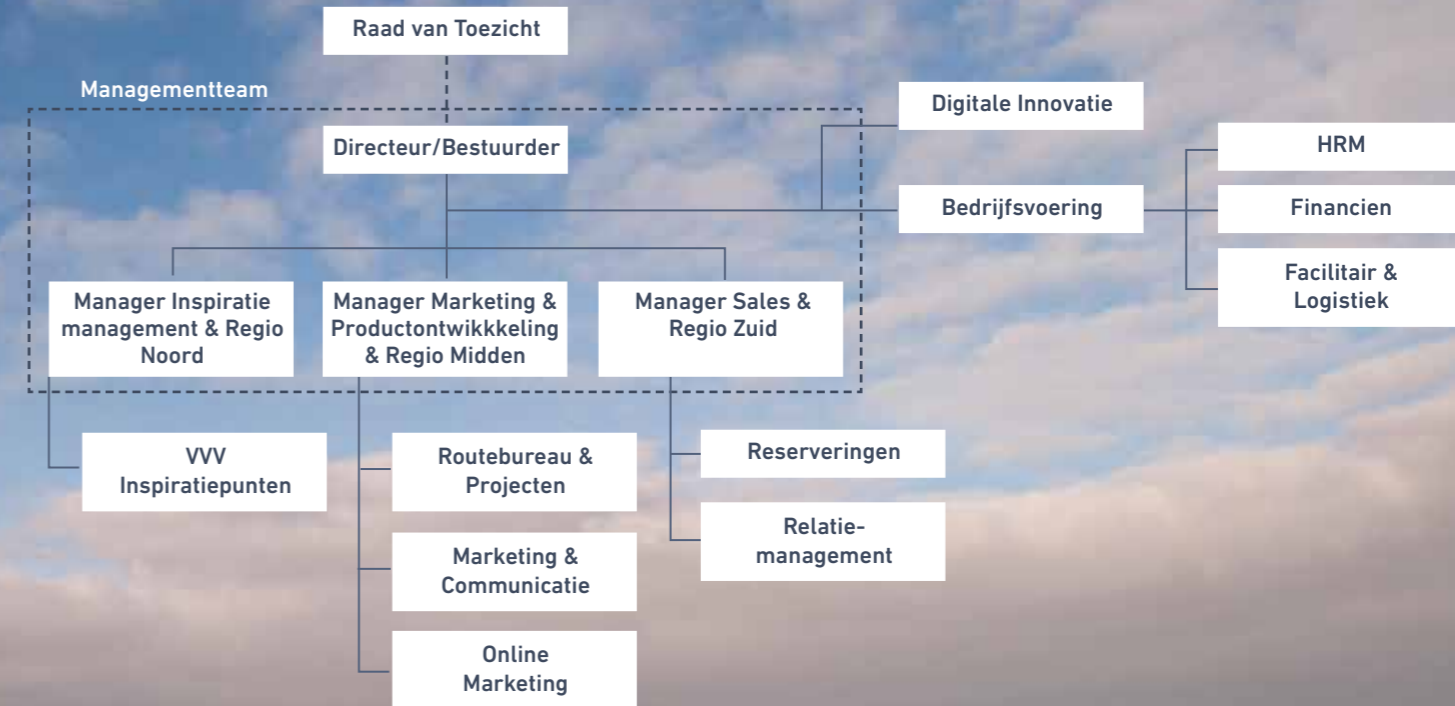 Raad van Toezicht
Managementteam
Directeur/Bestuurder
Digitale Innovatie
Bedrijfsvoering
HRM
Financien
Facilitair &
Logistiek
Manager Inspiratie
management & Regio
Noord
Manager Marketing &
Productontwikkkeling
& Regio Midden
Manager Sales &
Regio Zuid
VVV
Inspiratiepunten
Routebureau &
Projecten
Marketing &
Communicatie
Online
Marketing
Reserveringen
Relatie-
management